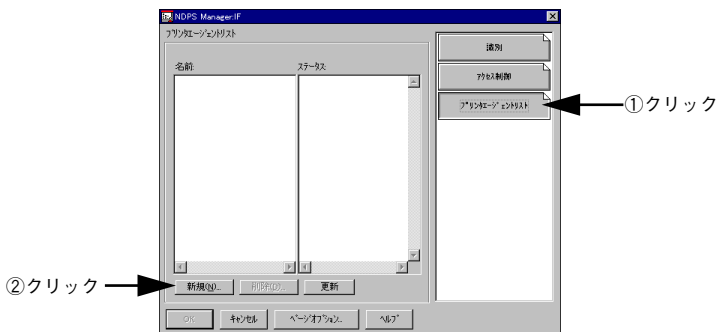 NDPS Manager:IF
プリンタエージェントリスト
名前:
ステータス:
識別
アクセス制御
プリンタエージェントリスト
①クリック
②クリック
新規(N)...
削除(D)...
更新
OK
キャンセル
ページオプション...
ヘルプ